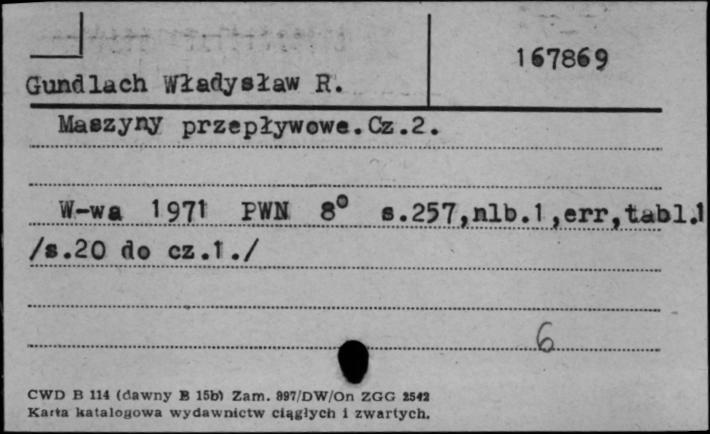 167869
Gundlach Władysław R.
Maszyny przepływowe.Cz.2.
W-wa 1971 PWN 8° s.257,nlb.1,err,tabl.1
/s.20 do cz.1./
6
CWD B 114 (dawny B 15b) Zam. 897/DW/On ZGG 2542
Karta katalogowa wydawnictw ciągłych i zwartych.